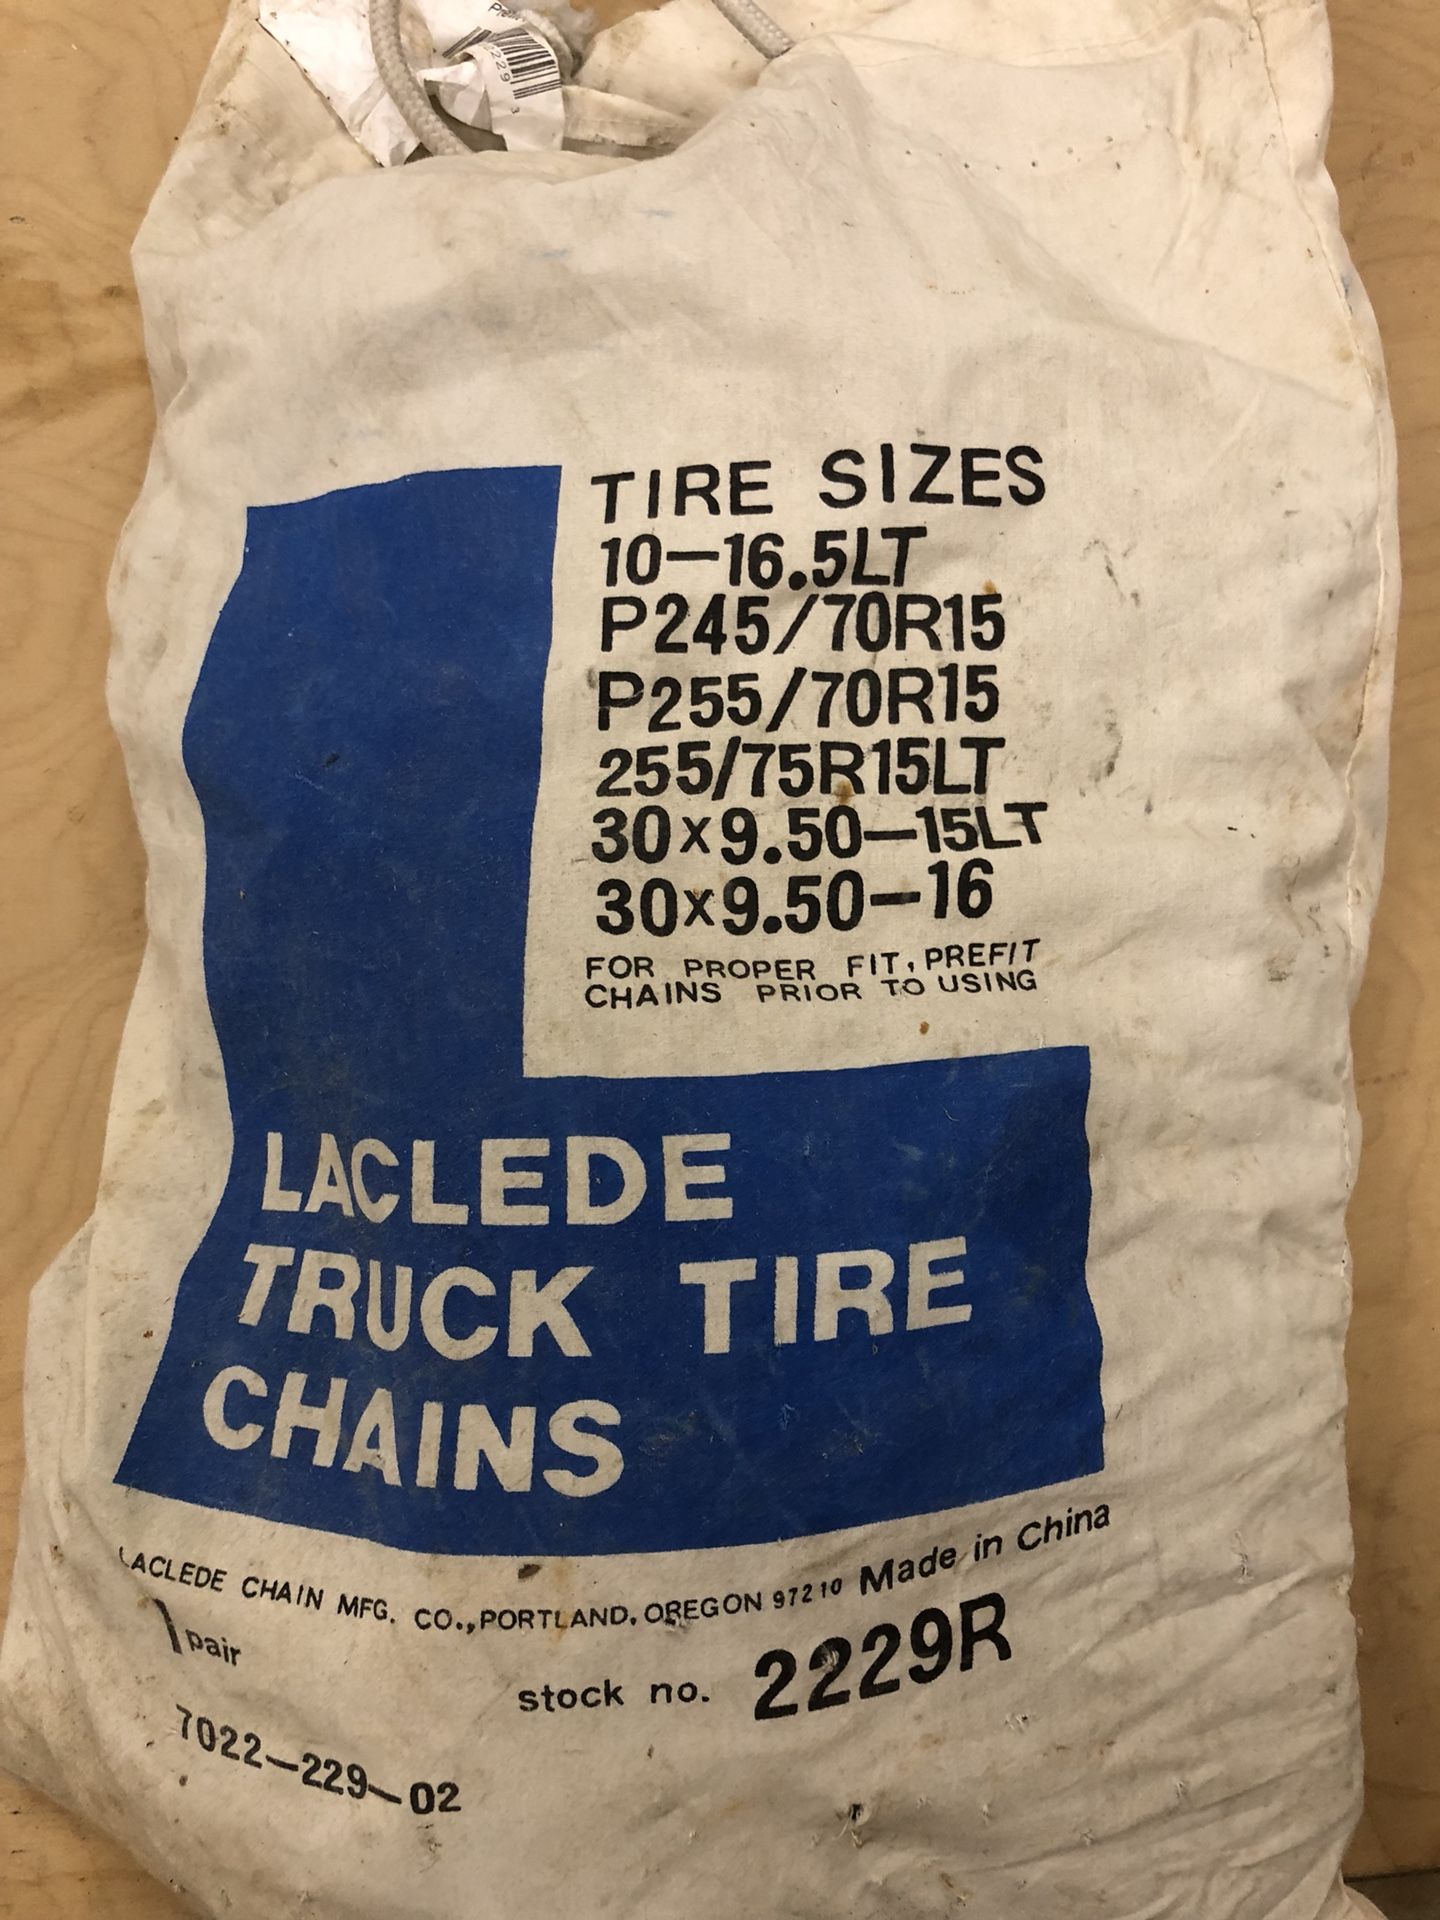 229
3
TIRE SIZES
10-16.5LT
P245/70R15
P255/70R15
255/75R15LT
30x9.50-15LT
30x9.50-16
FOR PROPER FIT, PREFIT
CHAINS PRIOR TO USING
LACLEDE
TRUCK TIRE
CHAINS
LACLEDE CHAIN MFG. CO., PORTLAND, OREGON 97210 Made in China
1 pair
stock no. 2229R
7022-229-02